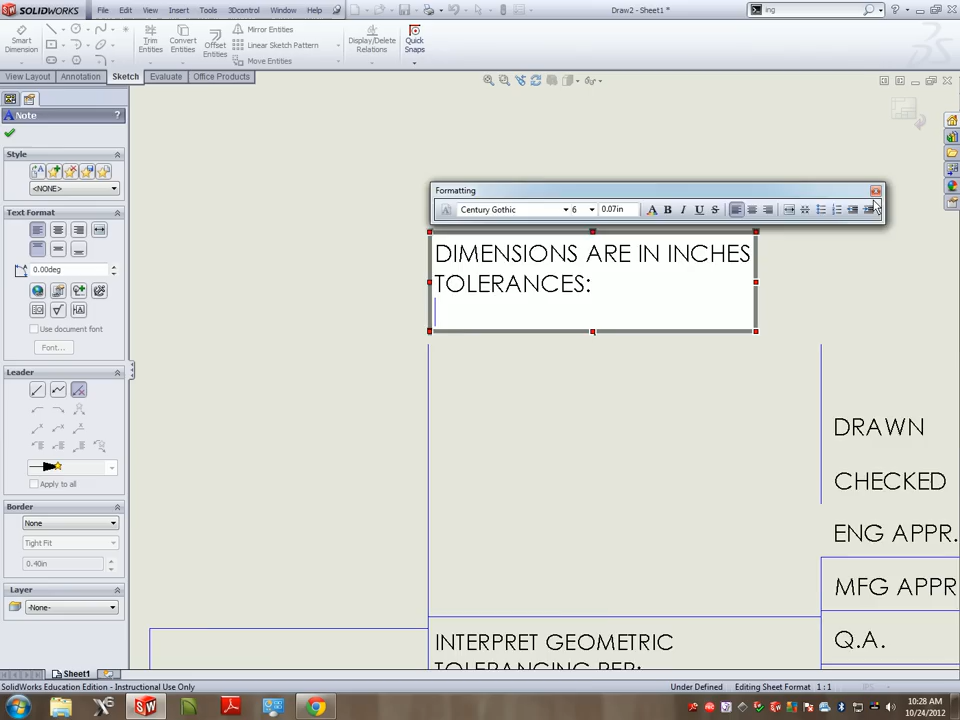 SOLIDWORKS File Edit View Insert Tools 3Dcontrol Window Help Draw2 - Sheet1 * ing
Smart Dimension Trim Entities Convert Entities Offset Entities Mirror Entities Linear Sketch Pattern Move Entities Display/Delete Relations Quick Snaps
View Layout Annotation Sketch Evaluate Office Products
Note ?
Style
<NONE>
Text Format
0.00deg
Use document font
Font...
Leader
Apply to all
Border
None
Tight Fit
0.40in
Layer
-None-
Formatting
Century Gothic 6 0.07in A B I U S
DIMENSIONS ARE IN INCHES
TOLERANCES:
DRAWN
CHECKED
ENG APPR.
MFG APPR
Q.A.
INTERPRET GEOMETRIC
TOLERANCING PER:
Sheet1
SolidWorks Education Edition - Instructional Use Only Under Defined Editing Sheet Format 1 : 1
10:28 AM
10/24/2012